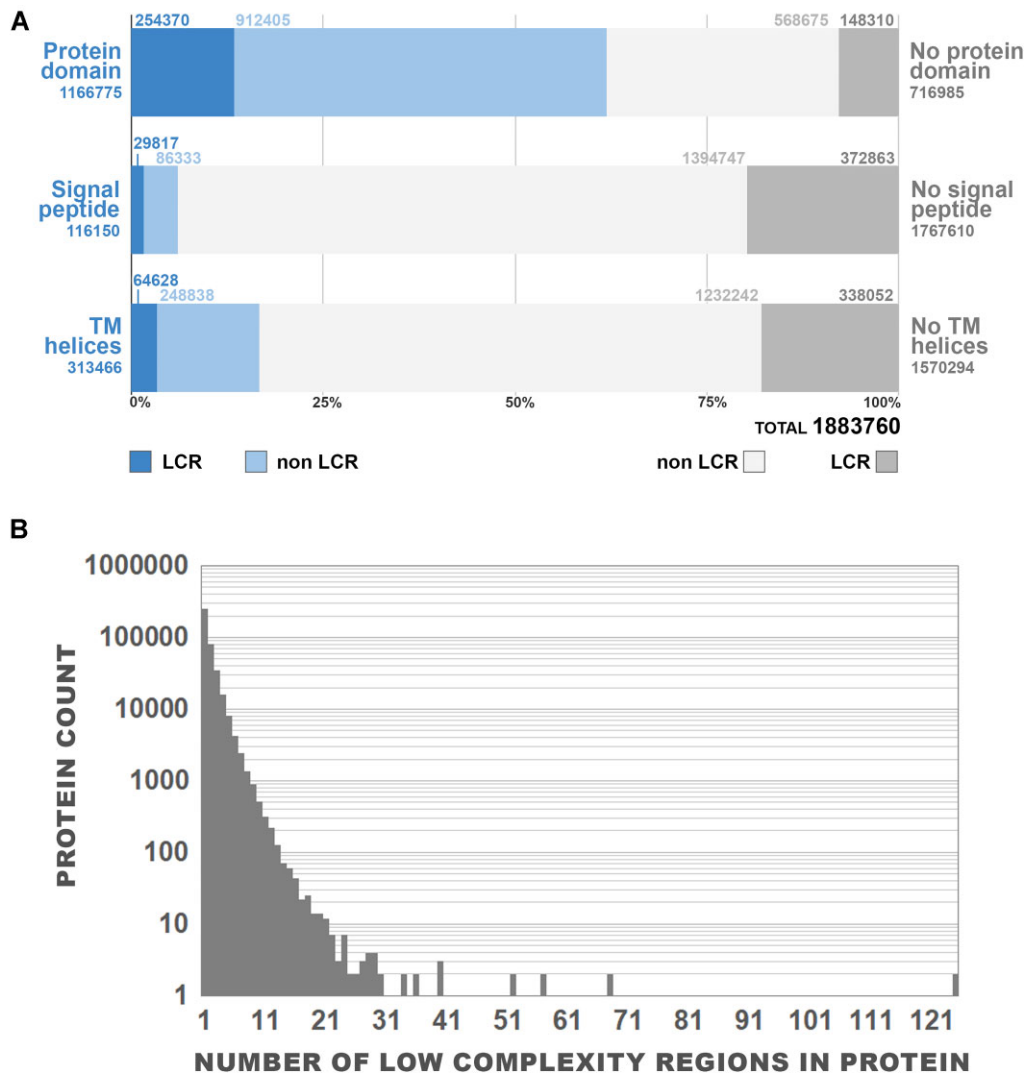 A
254370 912405 568675 148310
Protein
domain
1166775
No protein
domain
716985
29817
86333 1394747 372863
Signal
peptide
116150
No signal
peptide
1767610
64628
248838 1232242 338052
TM
helices
313466
No TM
helices
1570294
0% 25% 50% 75% 100%
TOTAL 1883760
LCR non LCR non LCR LCR
B
1000000
100000
10000
1000
100
10
1
PROTEIN COUNT
1 11 21 31 41 51 61 71 81 91 101 111 121
NUMBER OF LOW COMPLEXITY REGIONS IN PROTEIN